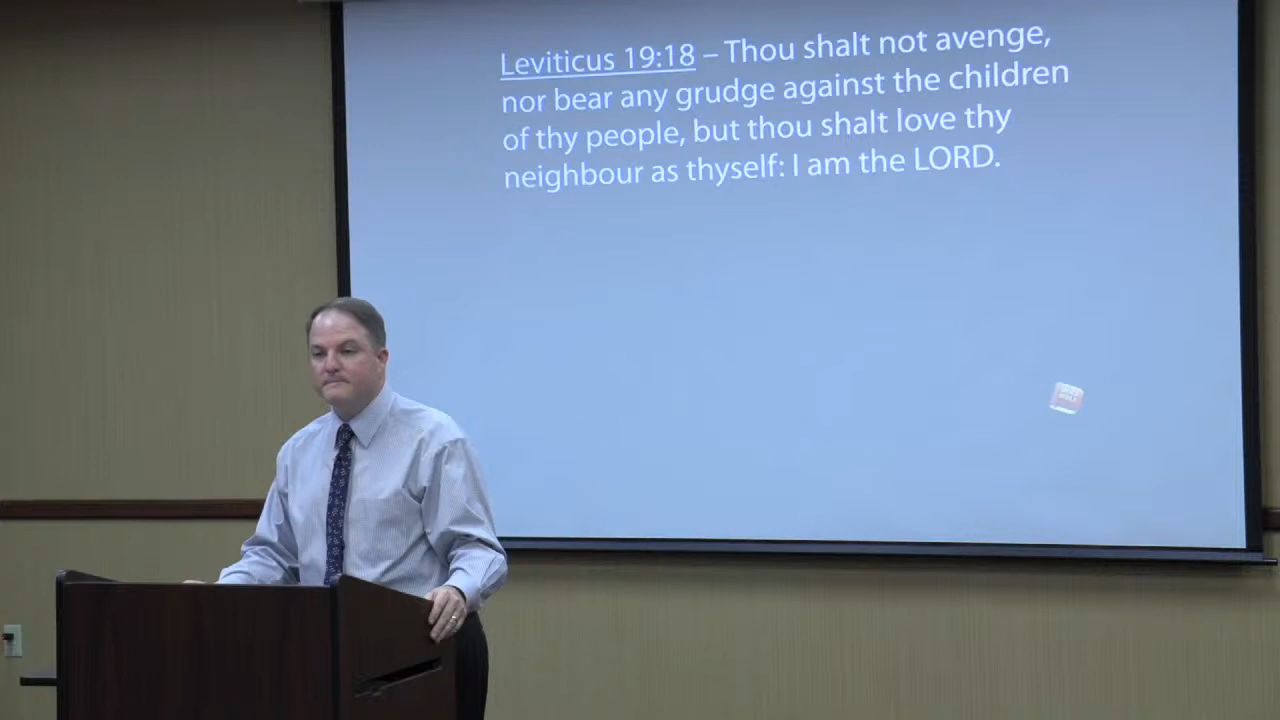 Leviticus 19:18 – Thou shalt not avenge,
nor bear any grudge against the children
of thy people, but thou shalt love thy
neighbour as thyself: I am the LORD.